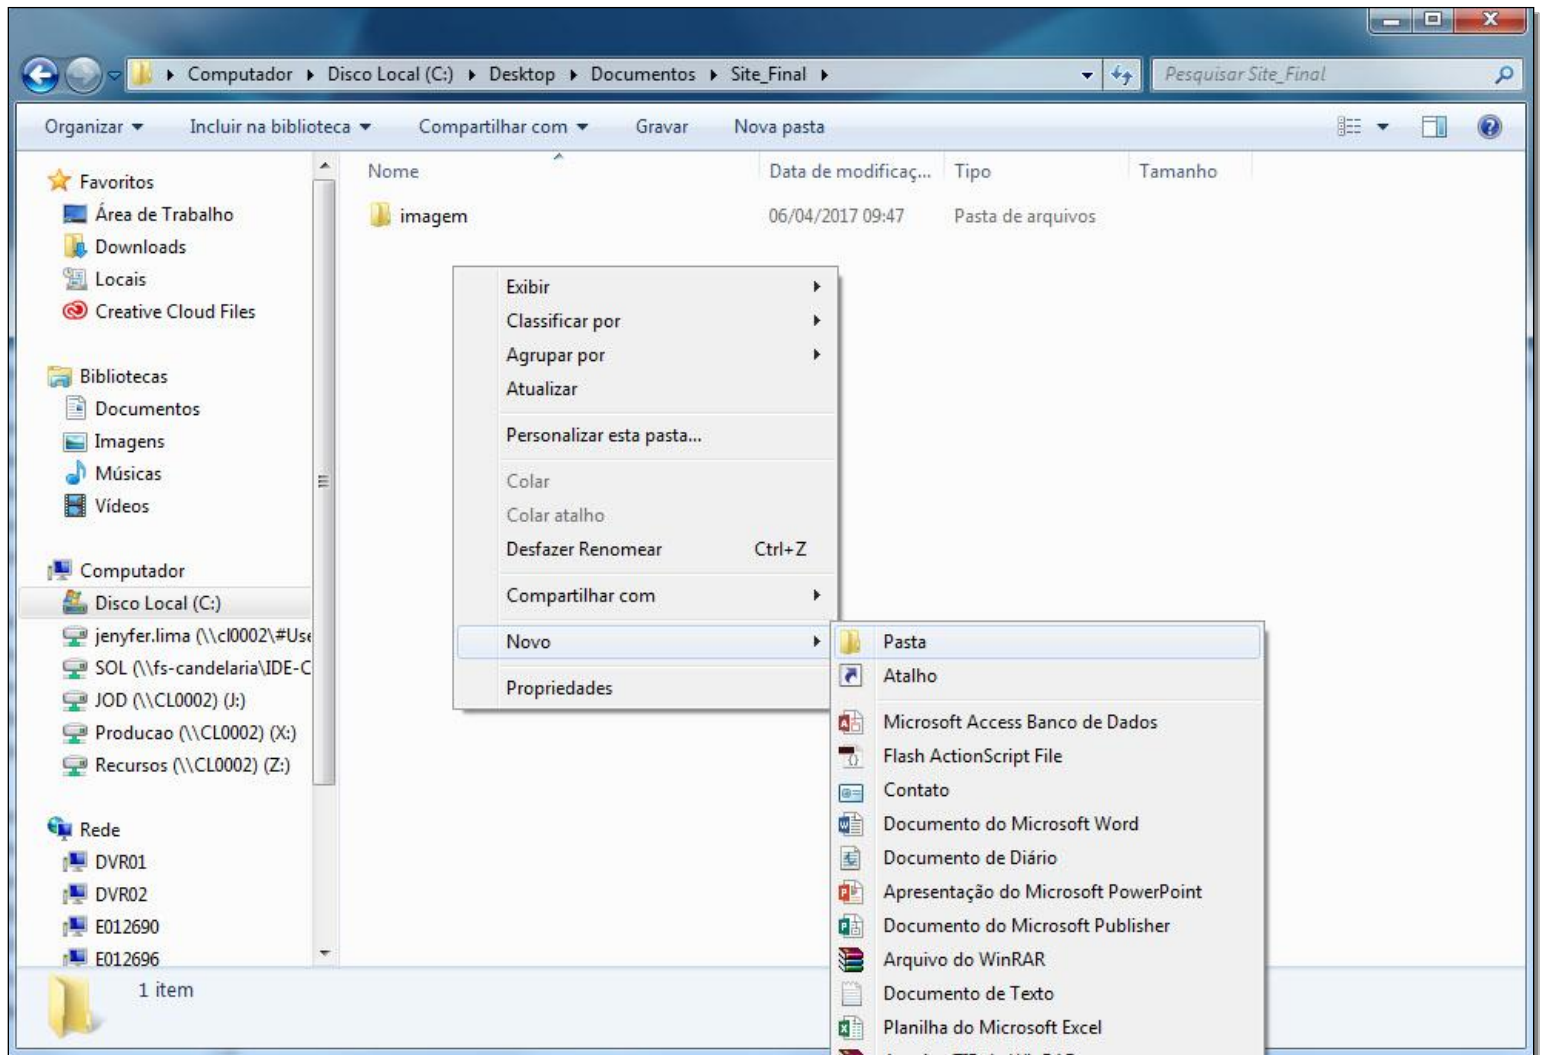 Computador Disco Local (C:) Desktop Documentos Site_Final Pesquisar Site_Final
Organizar Incluir na biblioteca Compartilhar com Gravar Nova pasta
Favoritos
Área de Trabalho
Downloads
Locais
Creative Cloud Files
Bibliotecas
Documentos
Imagens
Músicas
Vídeos
Computador
Disco Local (C:)
jenyfer.lima (\\cl0002\#Use
SOL (\\fs-candelaria\IDE-C
JOD (\\CL0002) (J:)
Producao (\\CL0002) (X:)
Recursos (\\CL0002) (Z:)
Rede
DVR01
DVR02
E012690
E012696
Nome Data de modificaç... Tipo Tamanho
imagem 06/04/2017 09:47 Pasta de arquivos
Exibir
Classificar por
Agrupar por
Atualizar
Personalizar esta pasta...
Colar
Colar atalho
Desfazer Renomear Ctrl+Z
Compartilhar com
Novo
Propriedades
Pasta
Atalho
Microsoft Access Banco de Dados
Flash ActionScript File
Contato
Documento do Microsoft Word
Documento de Diário
Apresentação do Microsoft PowerPoint
Documento do Microsoft Publisher
Arquivo do WinRAR
Documento de Texto
Planilha do Microsoft Excel
1 item